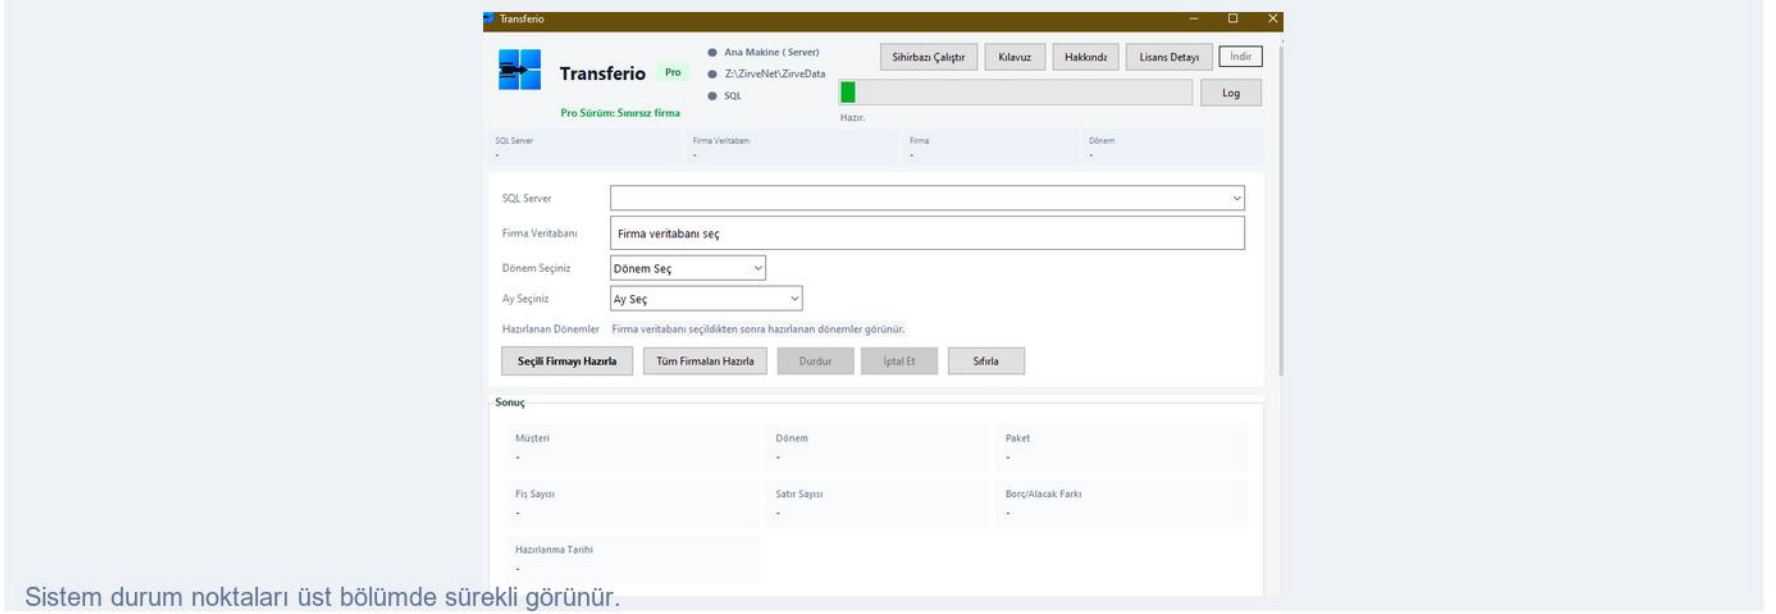 Transferio
Transferio Pro
Pro Sürüm: Sınırsız firma
Ana Makine ( Server)
Z:\ZirveNet\ZirveData
SQL
Sihirbazı Çalıştır Kılavuz Hakkında Lisans Detayı İndir
Log
Hazır.
SQL Server Firma Veritabanı Firma Dönem
- - - -
SQL Server
Firma Veritabanı Firma veritabanı seç
Dönem Seçiniz Dönem Seç
Ay Seçiniz Ay Seç
Hazırlanan Dönemler Firma veritabanı seçildikten sonra hazırlanan dönemler görünür.
Seçili Firmayı Hazırla Tüm Firmaları Hazırla Durdur İptal Et Sıfırla
Sonuç
Müşteri Dönem Paket
- - -
Fiş Sayısı Satır Sayısı Borç/Alacak Farkı
- - -
Hazırlanma Tarihi
-
Sistem durum noktaları üst bölümde sürekli görünür.